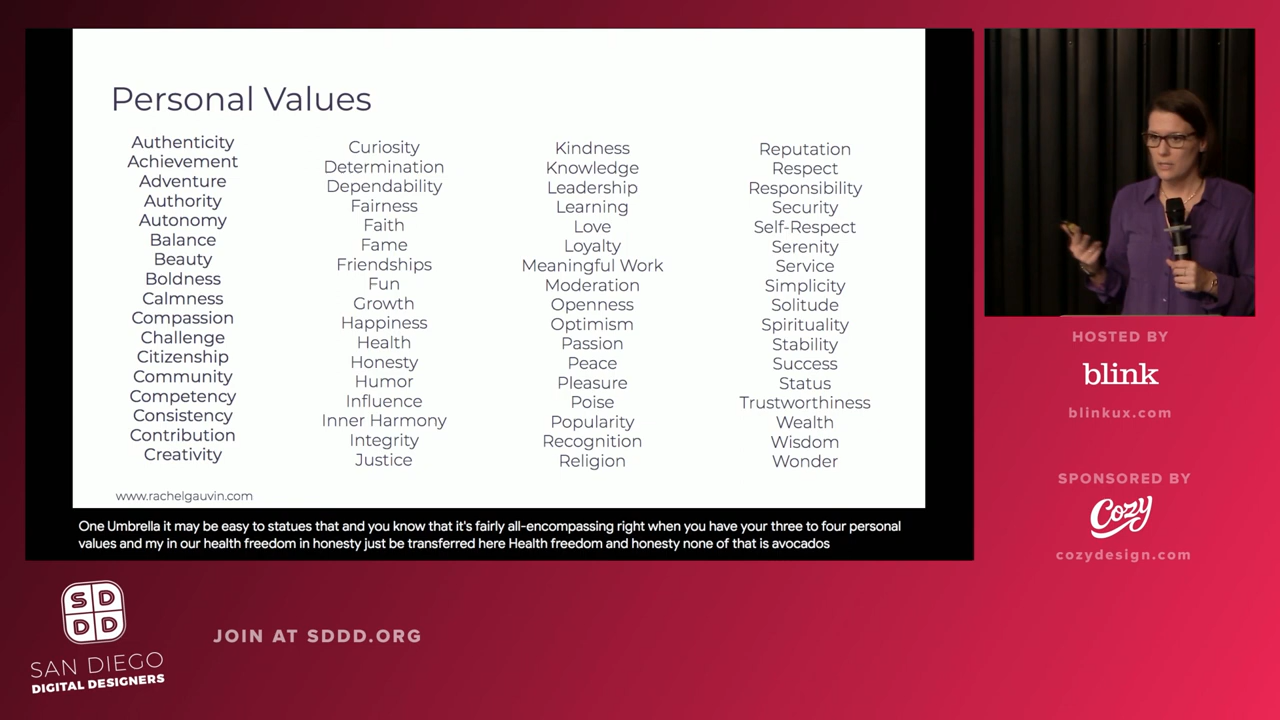 Personal Values
Authenticity
Achievement
Adventure
Authority
Autonomy
Balance
Beauty
Boldness
Calmness
Compassion
Challenge
Citizenship
Community
Competency
Consistency
Contribution
Creativity
Curiosity
Determination
Dependability
Fairness
Faith
Fame
Friendships
Fun
Growth
Happiness
Health
Honesty
Humor
Influence
Inner Harmony
Integrity
Justice
Kindness
Knowledge
Leadership
Learning
Love
Loyalty
Meaningful Work
Moderation
Openness
Optimism
Passion
Peace
Pleasure
Poise
Popularity
Recognition
Religion
Reputation
Respect
Responsibility
Security
Self-Respect
Serenity
Service
Simplicity
Solitude
Spirituality
Stability
Success
Status
Trustworthiness
Wealth
Wisdom
Wonder
www.rachelgauvin.com
One Umbrella it may be easy to statues that and you know that it's fairly all-encompassing right when you have your three to four personal
values and my in our health freedom in honesty just be transferred here Health freedom and honesty none of that is avocados
HOSTED BY
blink
blinkux.com
SPONSORED BY
Cozy
cozydesign.com
SD
DD
SAN DIEGO
DIGITAL DESIGNERS
JOIN AT SDDD.ORG